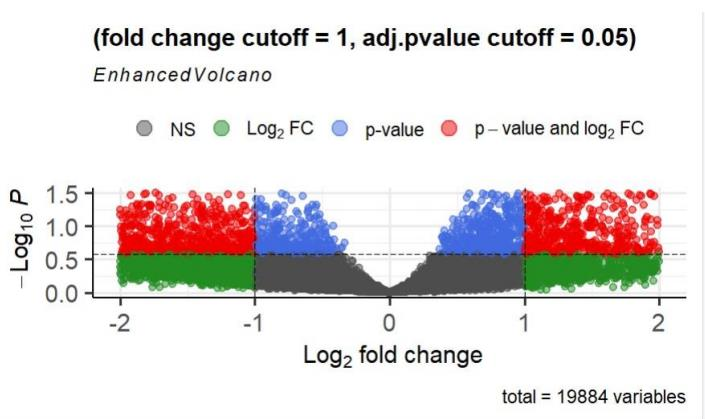 (fold change cutoff = 1, adj.pvalue cutoff = 0.05)
EnhancedVolcano
NS Log₂ FC p-value p – value and log₂ FC
1.5
1.0
0.5
0.0
−Log₁₀ P
-2 -1 0 1 2
Log₂ fold change
total = 19884 variables